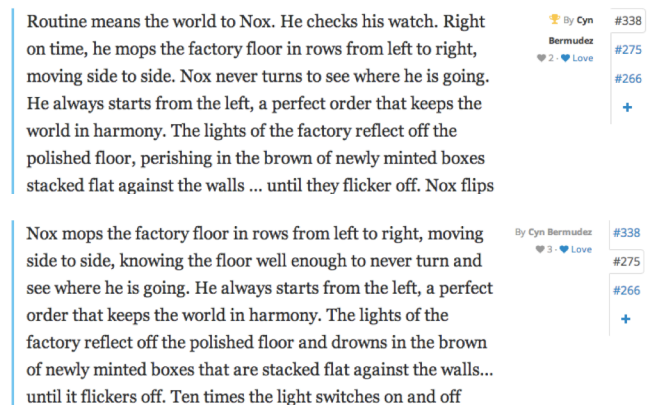 Routine means the world to Nox. He checks his watch. Right
on time, he mops the factory floor in rows from left to right,
moving side to side. Nox never turns to see where he is going.
He always starts from the left, a perfect order that keeps the
world in harmony. The lights of the factory reflect off the
polished floor, perishing in the brown of newly minted boxes
stacked flat against the walls ... until they flicker off. Nox flips
By Cyn
Bermudez
2 · Love
#338
#275
#266
+
Nox mops the factory floor in rows from left to right, moving
side to side, knowing the floor well enough to never turn and
see where he is going. He always starts from the left, a perfect
order that keeps the world in harmony. The lights of the
factory reflect off the polished floor and drowns in the brown
of newly minted boxes that are stacked flat against the walls...
until it flickers off. Ten times the light switches on and off
By Cyn Bermudez
3 · Love
#338
#275
#266
+